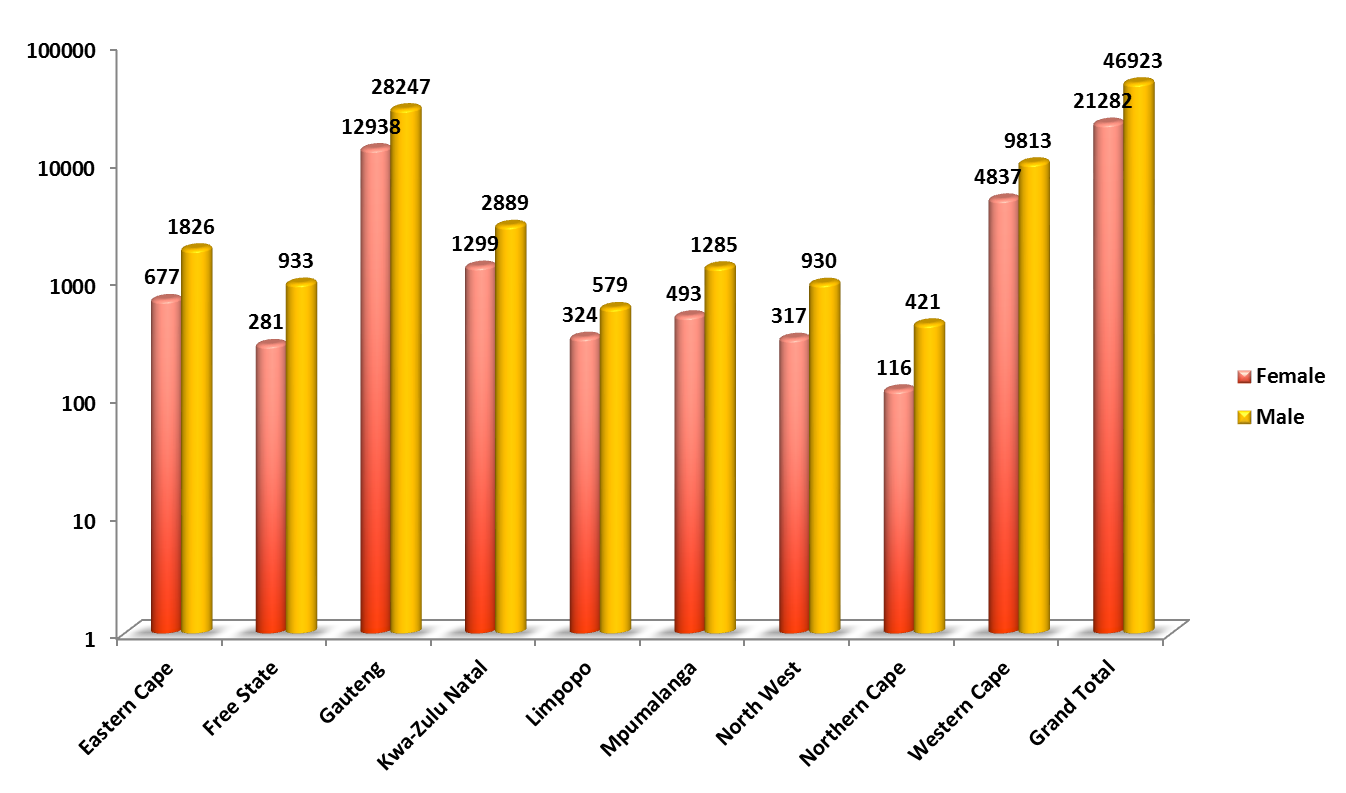 100000
10000
1000
100
10
1
677
1826
281
933
12938
28247
1299
2889
324
579
493
1285
317
930
116
421
4837
9813
21282
46923
Eastern Cape
Free State
Gauteng
Kwa-Zulu Natal
Limpopo
Mpumalanga
North West
Northern Cape
Western Cape
Grand Total
Female
Male